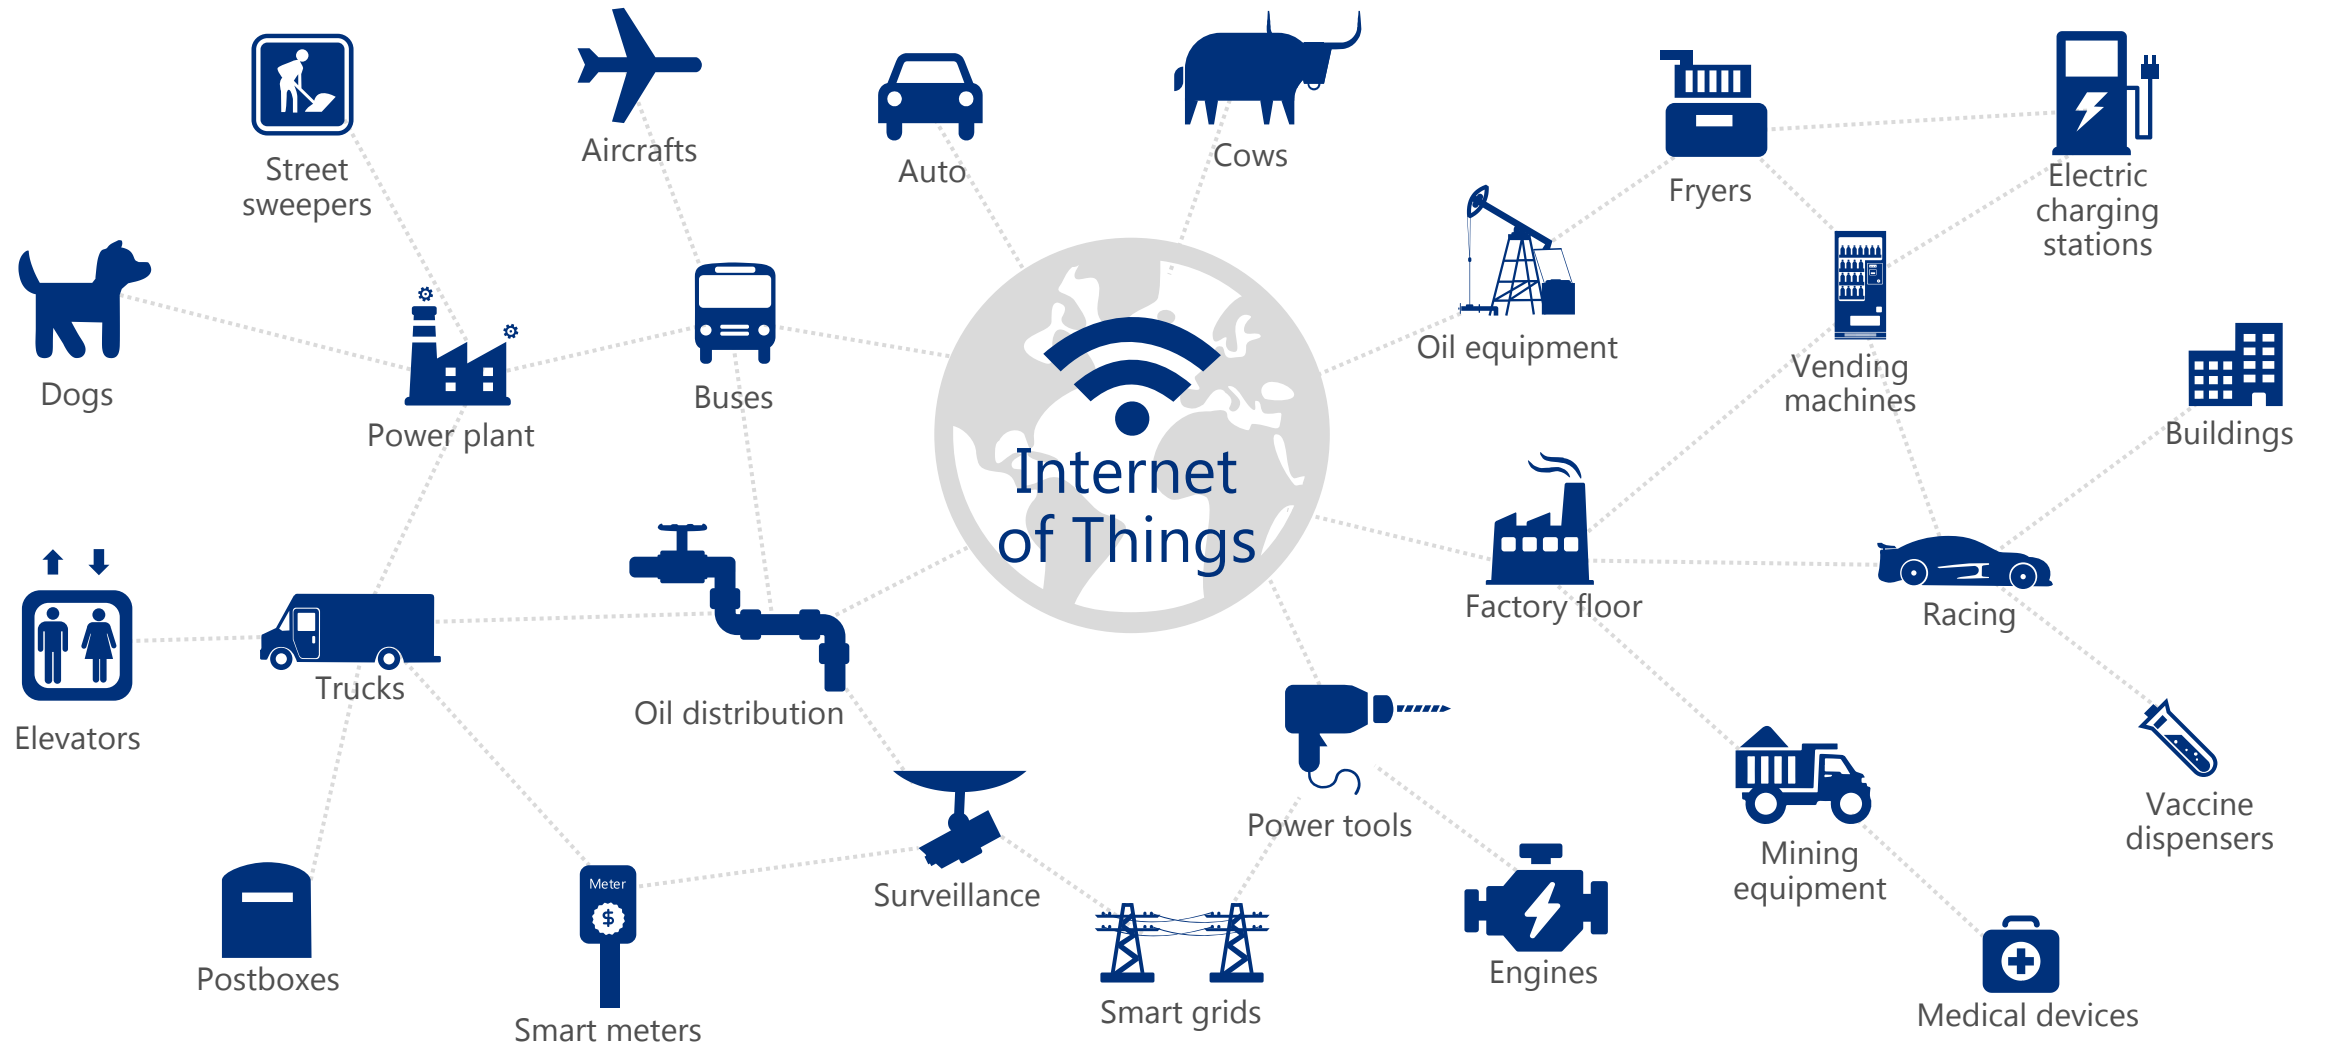 Street
sweepers
Aircrafts
Auto
Cows
Fryers
Electric
charging
stations
Dogs
Power plant
Buses
Oil equipment
Vending
machines
Buildings
Internet
of Things
Factory floor
Racing
Elevators
Trucks
Oil distribution
Power tools
Vaccine
dispensers
Mining
equipment
Surveillance
Meter
$
Postboxes
Smart meters
Smart grids
Engines
Medical devices